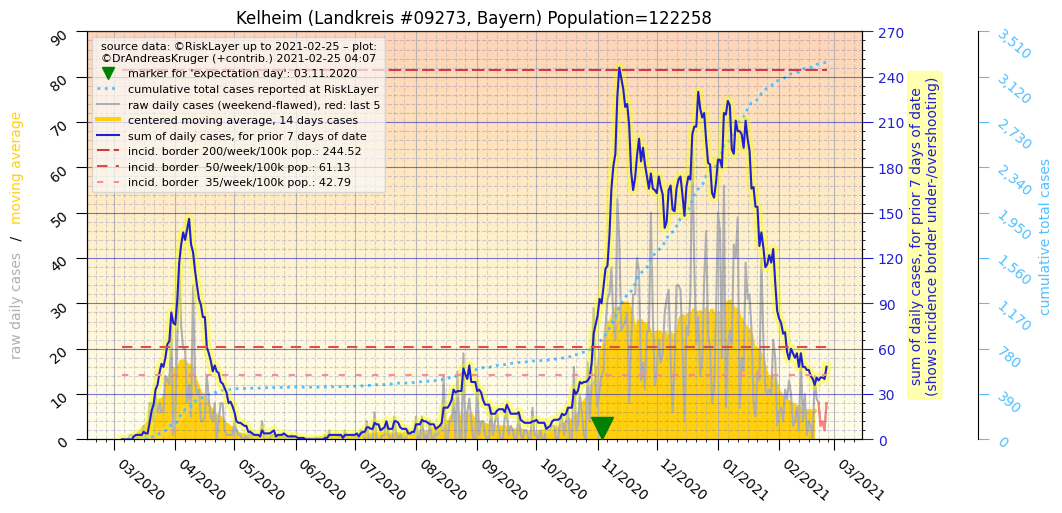 Kelheim (Landkreis #09273, Bayern) Population=122258
source data: ©RiskLayer up to 2021-02-25 – plot:
©DrAndreasKruger (+contrib.) 2021-02-25 04:07
marker for 'expectation day': 03.11.2020
cumulative total cases reported at RiskLayer
raw daily cases (weekend-flawed), red: last 5
centered moving average, 14 days cases
sum of daily cases, for prior 7 days of date
incid. border 200/week/100k pop.: 244.52
incid. border  50/week/100k pop.: 61.13
incid. border  35/week/100k pop.: 42.79
raw daily cases / moving average
90
80
70
60
50
40
30
20
10
0
03/2020
04/2020
05/2020
06/2020
07/2020
08/2020
09/2020
10/2020
11/2020
12/2020
01/2021
02/2021
03/2021
270
240
210
180
150
120
90
60
30
0
sum of daily cases, for prior 7 days of date
(shows incidence border under-/overshooting)
3,510
3,120
2,730
2,340
1,950
1,560
1,170
780
390
0
cumulative total cases